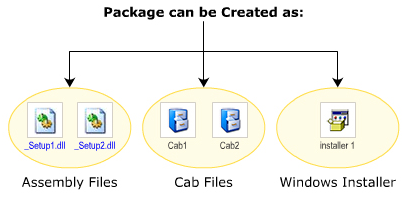 Package can be Created as:
_Setup1.dll _Setup2.dll Cab1 Cab2 installer 1
Assembly Files Cab Files Windows Installer